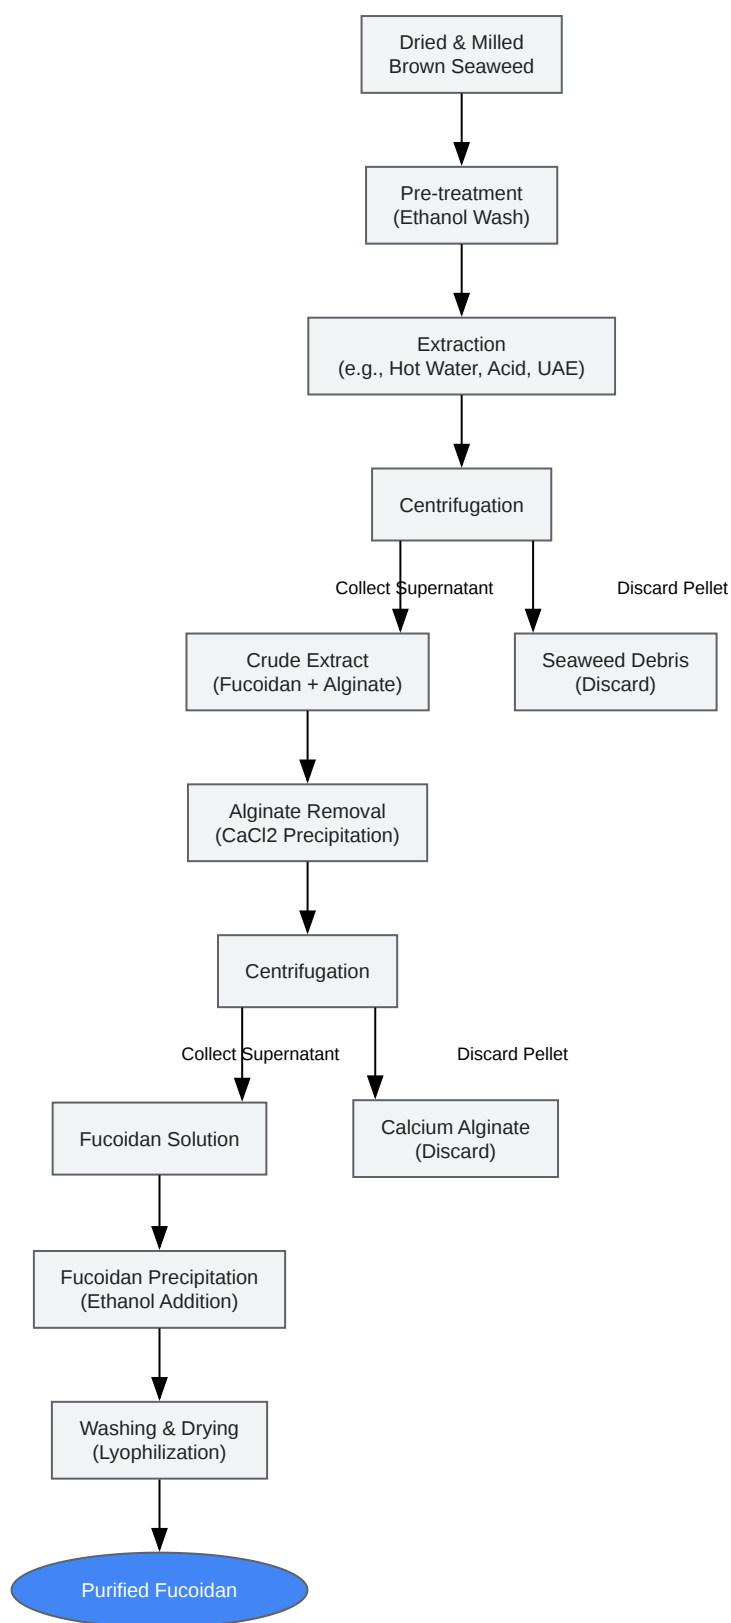 Dried & Milled
Brown Seaweed
Pre-treatment
(Ethanol Wash)
Extraction
(e.g., Hot Water, Acid, UAE)
Centrifugation
Collect Supernatant
Discard Pellet
Crude Extract
(Fucoidan + Alginate)
Seaweed Debris
(Discard)
Alginate Removal
(CaCl2 Precipitation)
Centrifugation
Collect Supernatant
Discard Pellet
Fucoidan Solution
Calcium Alginate
(Discard)
Fucoidan Precipitation
(Ethanol Addition)
Washing & Drying
(Lyophilization)
Purified Fucoidan